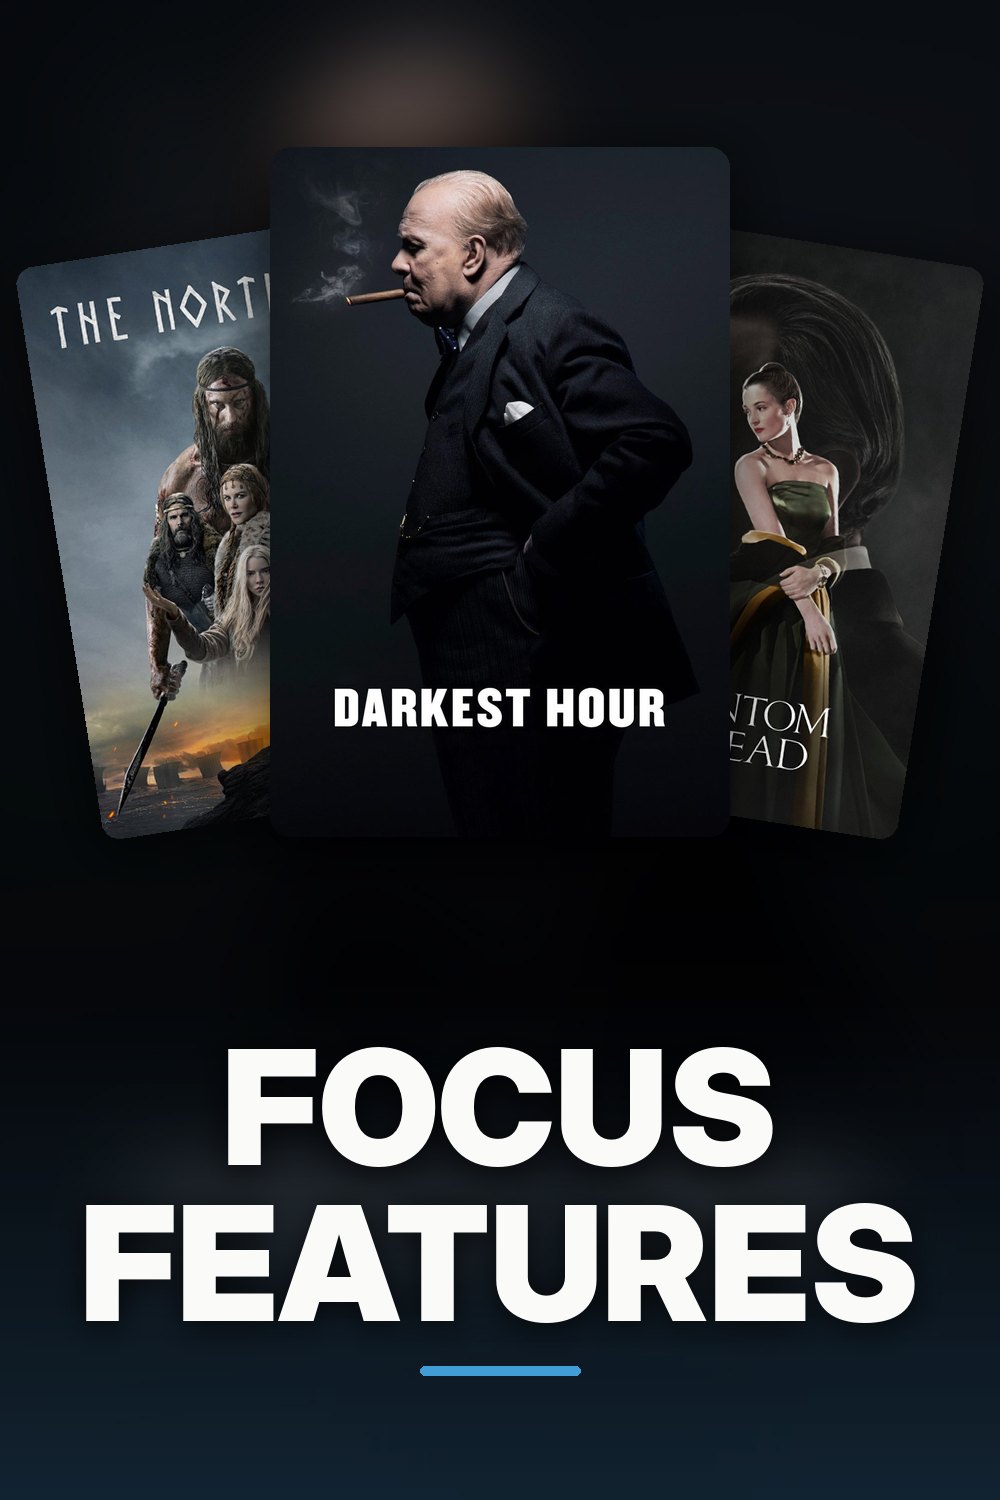 THE NORT
DARKEST HOUR
NTOM
EAD
FOCUS
FEATURES